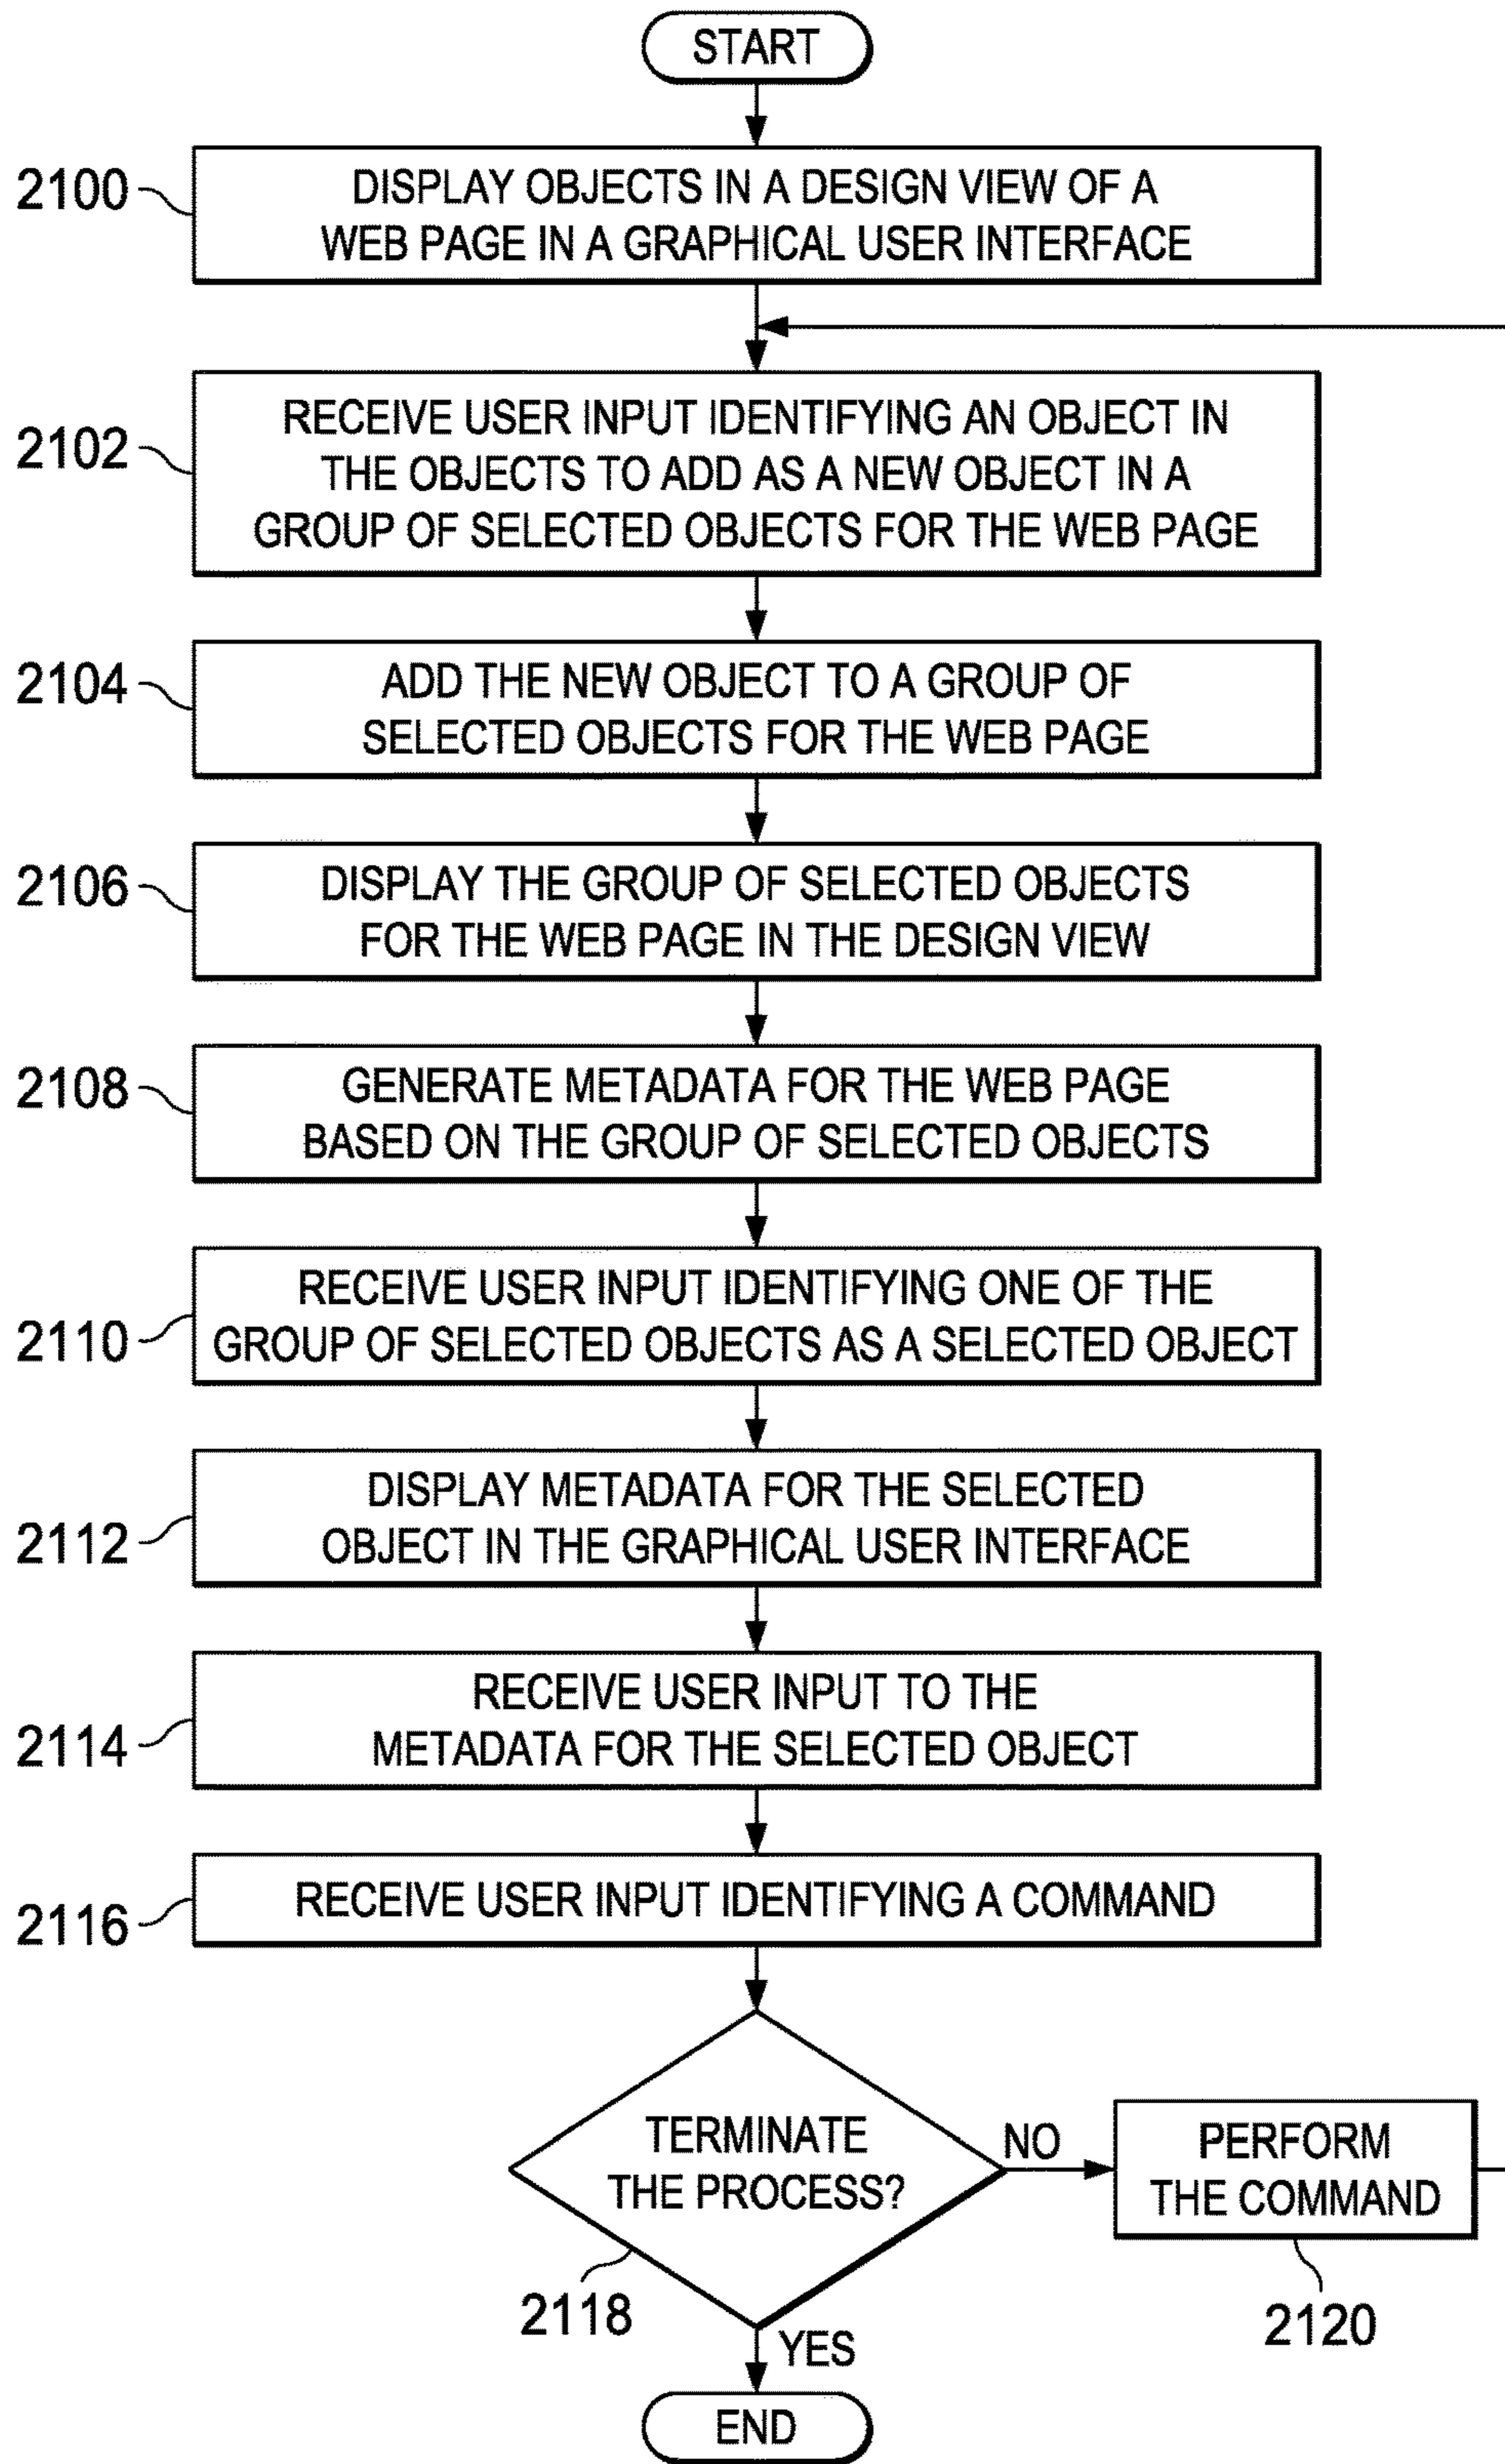 START
2100
DISPLAY OBJECTS IN A DESIGN VIEW OF A
WEB PAGE IN A GRAPHICAL USER INTERFACE
2102
RECEIVE USER INPUT IDENTIFYING AN OBJECT IN
THE OBJECTS TO ADD AS A NEW OBJECT IN A
GROUP OF SELECTED OBJECTS FOR THE WEB PAGE
2104
ADD THE NEW OBJECT TO A GROUP OF
SELECTED OBJECTS FOR THE WEB PAGE
2106
DISPLAY THE GROUP OF SELECTED OBJECTS
FOR THE WEB PAGE IN THE DESIGN VIEW
2108
GENERATE METADATA FOR THE WEB PAGE
BASED ON THE GROUP OF SELECTED OBJECTS
2110
RECEIVE USER INPUT IDENTIFYING ONE OF THE
GROUP OF SELECTED OBJECTS AS A SELECTED OBJECT
2112
DISPLAY METADATA FOR THE SELECTED
OBJECT IN THE GRAPHICAL USER INTERFACE
2114
RECEIVE USER INPUT TO THE
METADATA FOR THE SELECTED OBJECT
2116
RECEIVE USER INPUT IDENTIFYING A COMMAND
TERMINATE
THE PROCESS?
2118
NO
PERFORM
THE COMMAND
2120
YES
END